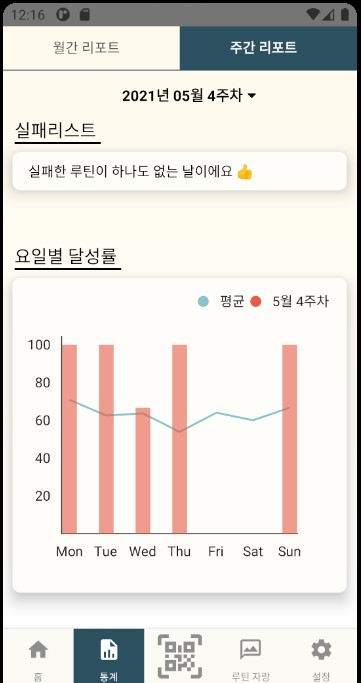 12:16
월간 리포트
주간 리포트
2021년 05월 4주차
실패리스트
실패한 루틴이 하나도 없는 날이에요 👍
요일별 달성률
평균 5월 4주차
100
80
60
40
20
Mon Tue Wed Thu Fri Sat Sun
홈 통계 루틴 자랑 설정